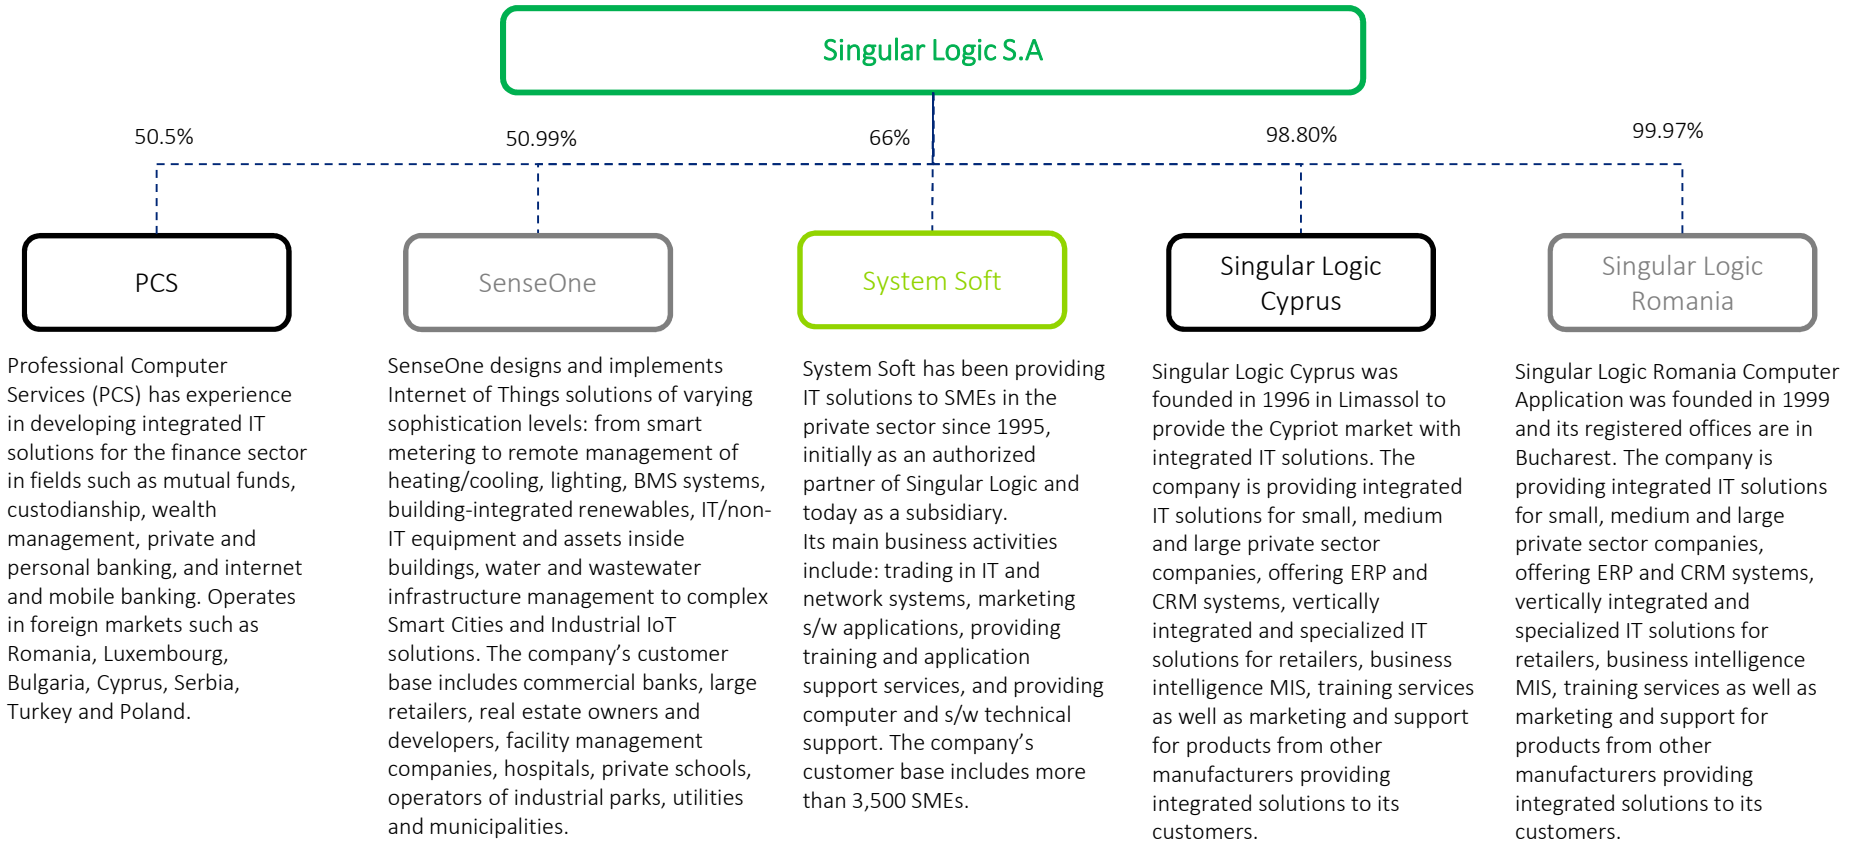 Singular Logic S.A
50.5%
50.99%
66%
98.80%
99.97%
PCS
SenseOne
System Soft
Singular Logic
Cyprus
Singular Logic
Romania
Professional Computer
Services (PCS) has experience
in developing integrated IT
solutions for the finance sector
in fields such as mutual funds,
custodianship, wealth
management, private and
personal banking, and internet
and mobile banking. Operates
in foreign markets such as
Romania, Luxembourg,
Bulgaria, Cyprus, Serbia,
Turkey and Poland.
SenseOne designs and implements
Internet of Things solutions of varying
sophistication levels: from smart
metering to remote management of
heating/cooling, lighting, BMS systems,
building-integrated renewables, IT/non-
IT equipment and assets inside
buildings, water and wastewater
infrastructure management to complex
Smart Cities and Industrial IoT
solutions. The company’s customer
base includes commercial banks, large
retailers, real estate owners and
developers, facility management
companies, hospitals, private schools,
operators of industrial parks, utilities
and municipalities.
System Soft has been providing
IT solutions to SMEs in the
private sector since 1995,
initially as an authorized
partner of Singular Logic and
today as a subsidiary.
Its main business activities
include: trading in IT and
network systems, marketing
s/w applications, providing
training and application
support services, and providing
computer and s/w technical
support. The company’s
customer base includes more
than 3,500 SMEs.
Singular Logic Cyprus was
founded in 1996 in Limassol to
provide the Cypriot market with
integrated IT solutions. The
company is providing integrated
IT solutions for small, medium
and large private sector
companies, offering ERP and
CRM systems, vertically
integrated and specialized IT
solutions for retailers, business
intelligence MIS, training services
as well as marketing and support
for products from other
manufacturers providing
integrated solutions to its
customers.
Singular Logic Romania Computer
Application was founded in 1999
and its registered offices are in
Bucharest. The company is
providing integrated IT solutions
for small, medium and large
private sector companies,
offering ERP and CRM systems,
vertically integrated and
specialized IT solutions for
retailers, business intelligence
MIS, training services as well as
marketing and support for
products from other
manufacturers providing
integrated solutions to its
customers.